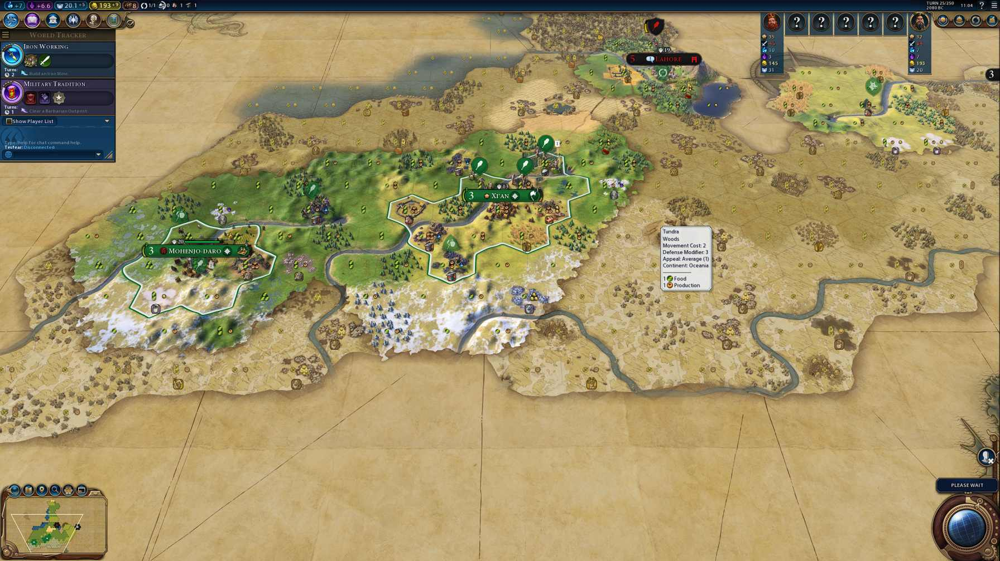 +7 +6.6 20.1 +5 193 +9 8 1/1 0 1 1
TURN 25/250
2080 BC
11:04
?
WORLD TRACKER
IRON WORKING
Turns:
2
Build an Iron Mine.
MILITARY TRADITION
Turns:
1
Clear a Barbarian Outpost.
Show Player List
Type /help for chat command help.
Tesfear: Disconnected
? ? ? ? ?
35
45
10
3
145
31
32
64
7
7
193
20
3
19
5 LAHORE
1
13
3 XI'AN 3
20
3 MOHENJO-DARO 9
1
Tundra
Woods
Movement Cost: 2
Defense Modifier: 3
Appeal: Average (1)
Continent: Oceania
1 Food
1 Production
PLEASE WAIT